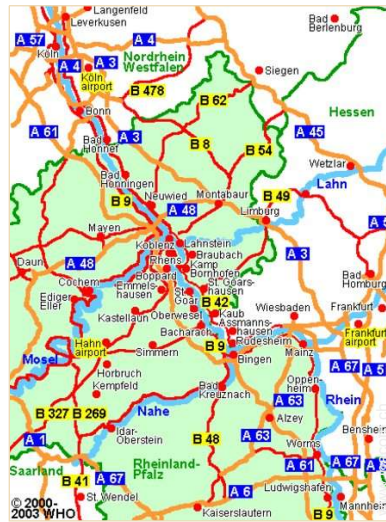 Langenfeld
Leverkusen
Bad
Berlenburg
A 57
A 4
Köln
A 4
A 3
Köln
airport
Nordrhein
Westfalen
Siegen
B 478
B 62
Hessen
Bonn
A 61
A 3
B 8
A 45
Bad
Honnef
B 54
Wetzlar
Bad
Hönningen
Lahn
Neuwied
Montabaur
B 49
B 9
A 48
Limburg
Mayen
Koblenz
Lahnstein
Rhens
Braubach
A 3
Daun
A 48
Boppard
Kamp
Bornhofen
Bad
Homburg
Cochem
Emmels-
hausen
St.
Goar
St.Goars-
hausen
Ediger
Eller
B 42
Wiesbaden
Frankfurt
Kastellaun
Oberwesel
Kaub
Assmanns-
hausen
Bacharach
Frankfurt
airport
Mosel
Hahn
airport
Simmern
B 9
Rüdesheim
Bingen
Mainz
A 67
A 5
Horbruch
Kempfeld
Bad
Kreuznach
Oppen-
heim
Rhein
A 63
B 327
B 269
Nahe
Alzey
A 67
Bensheim
A 1
Idar-
Oberstein
B 48
A 63
Worms
Saarland
A 67
Rheinland-
Pfalz
A 61
A 67
B 41
St. Wendel
A 6
Ludwigshafen
Mannheim
© 2000-
2003 WHO
Kaiserslautern
B 9